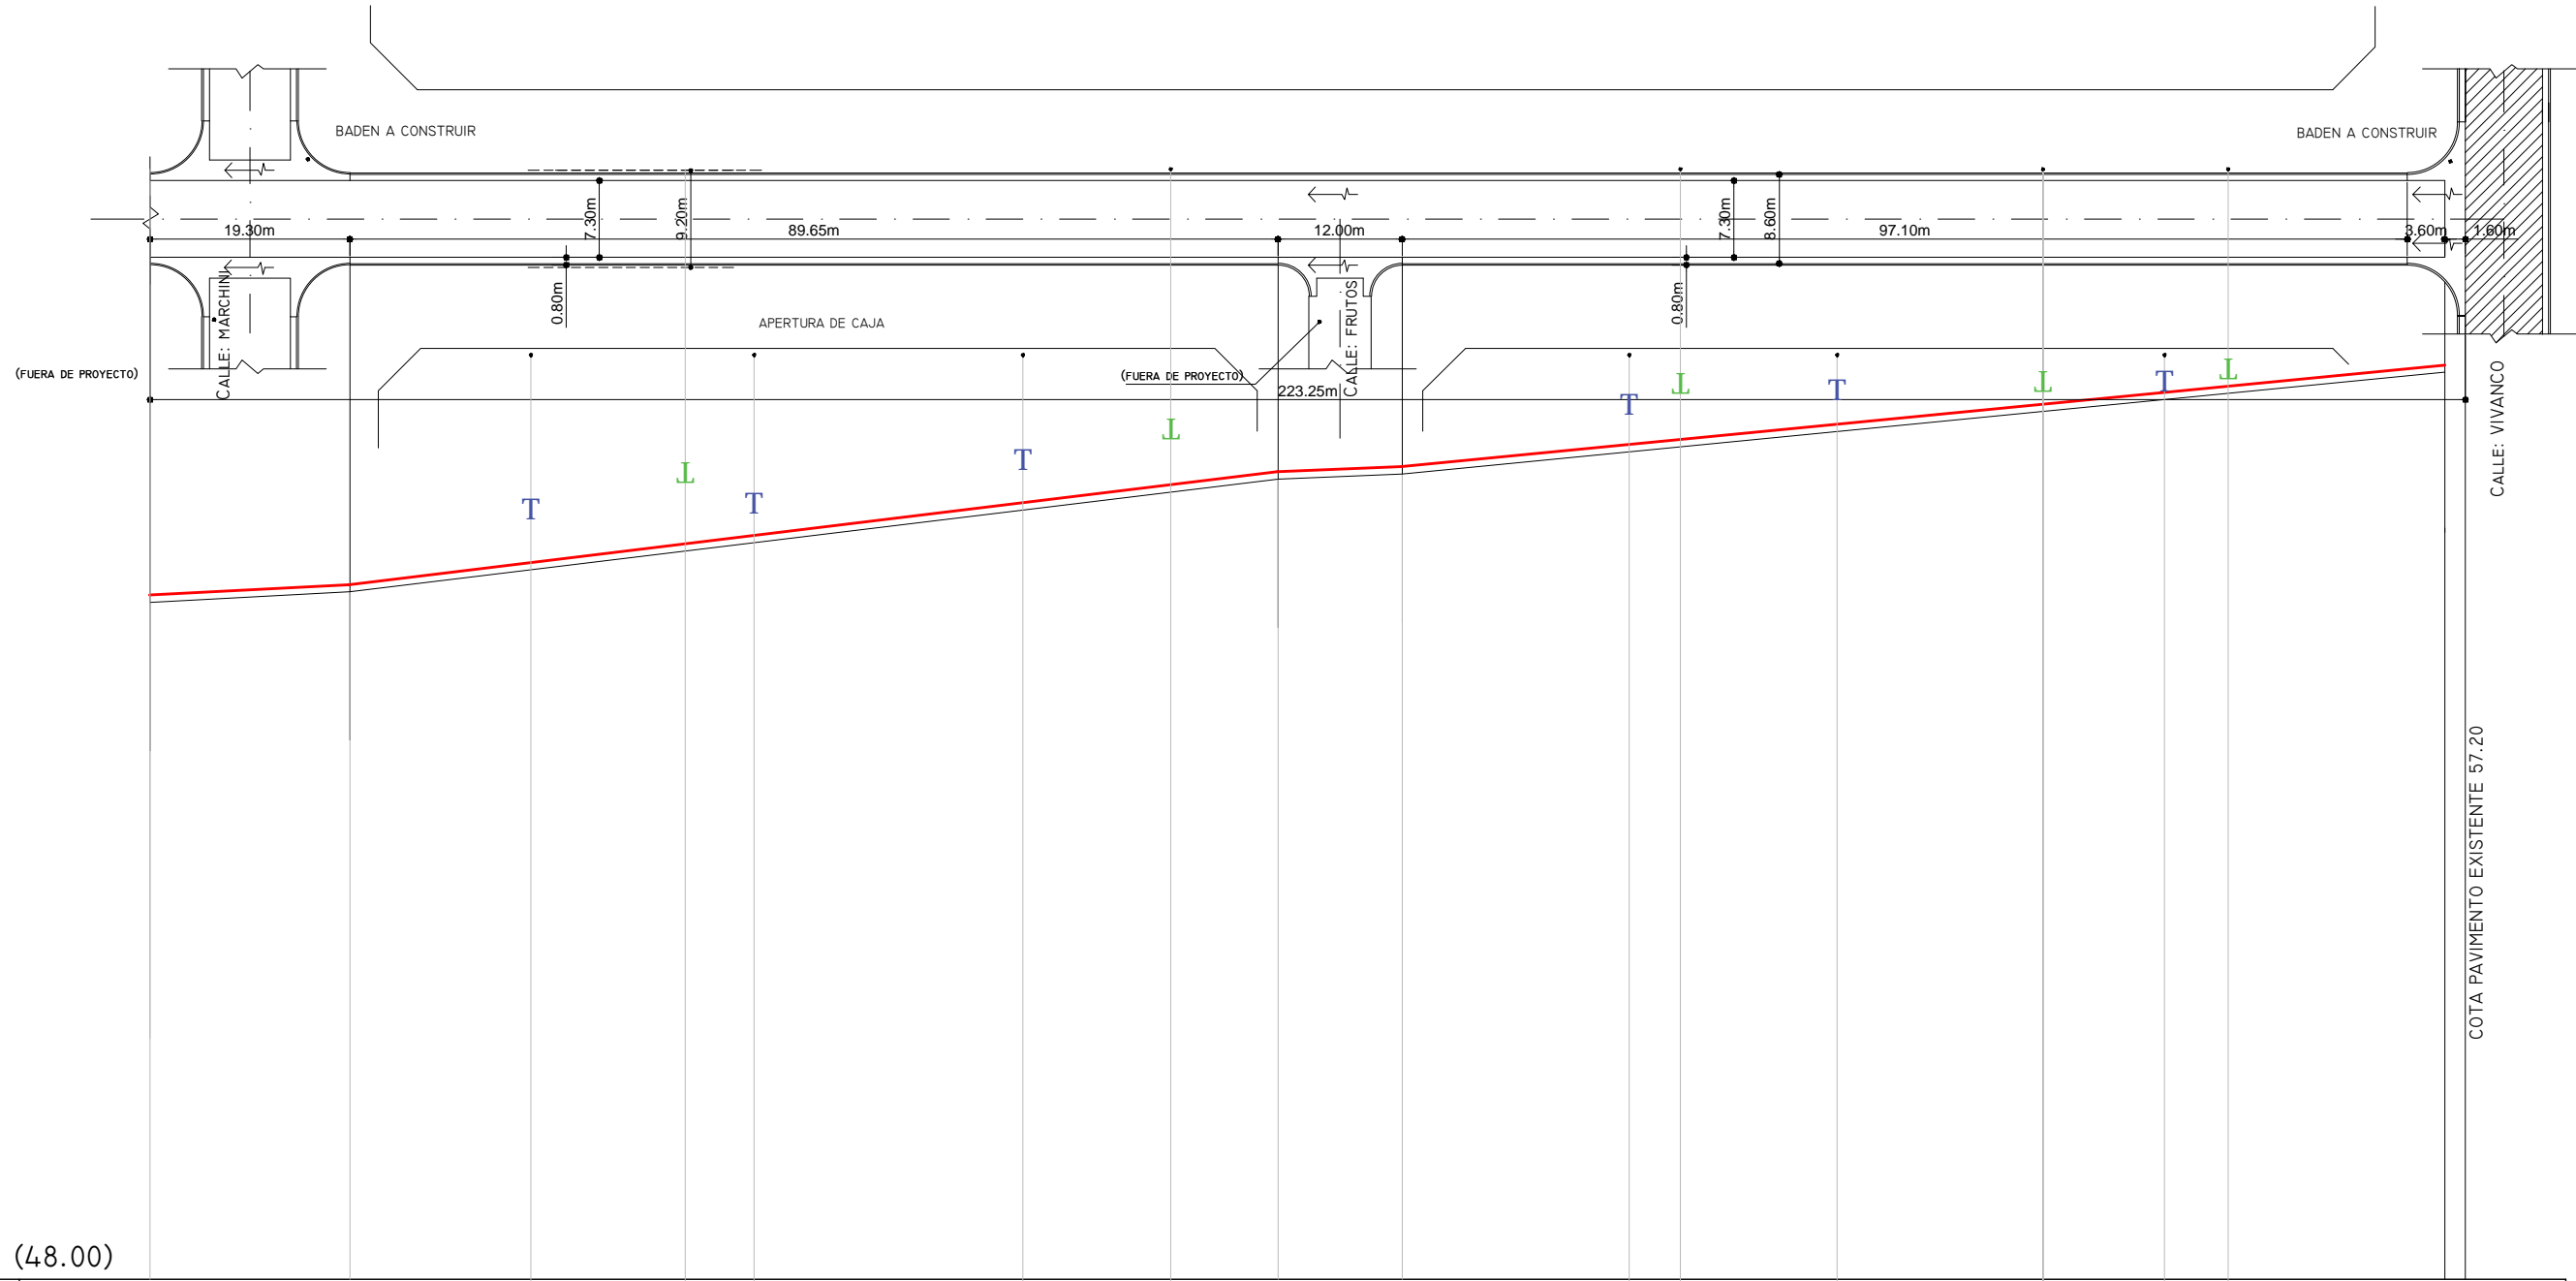 BADEN A CONSTRUIR
BADEN A CONSTRUIR
19.30m
7.30m
9.20m
89.65m
12.00m
7.30m
8.60m
97.10m
3.60m
1.60m
0.80m
0.80m
CALLE: MARCHINI
APERTURA DE CAJA
CALLE: FRUTOS
(FUERA DE PROYECTO)
(FUERA DE PROYECTO)
223.25m
CALLE: VIVANCO
T
T
T
T
T
T
T
T
T
T
T
COTA PAVIMENTO EXISTENTE 57.20
(48.00)